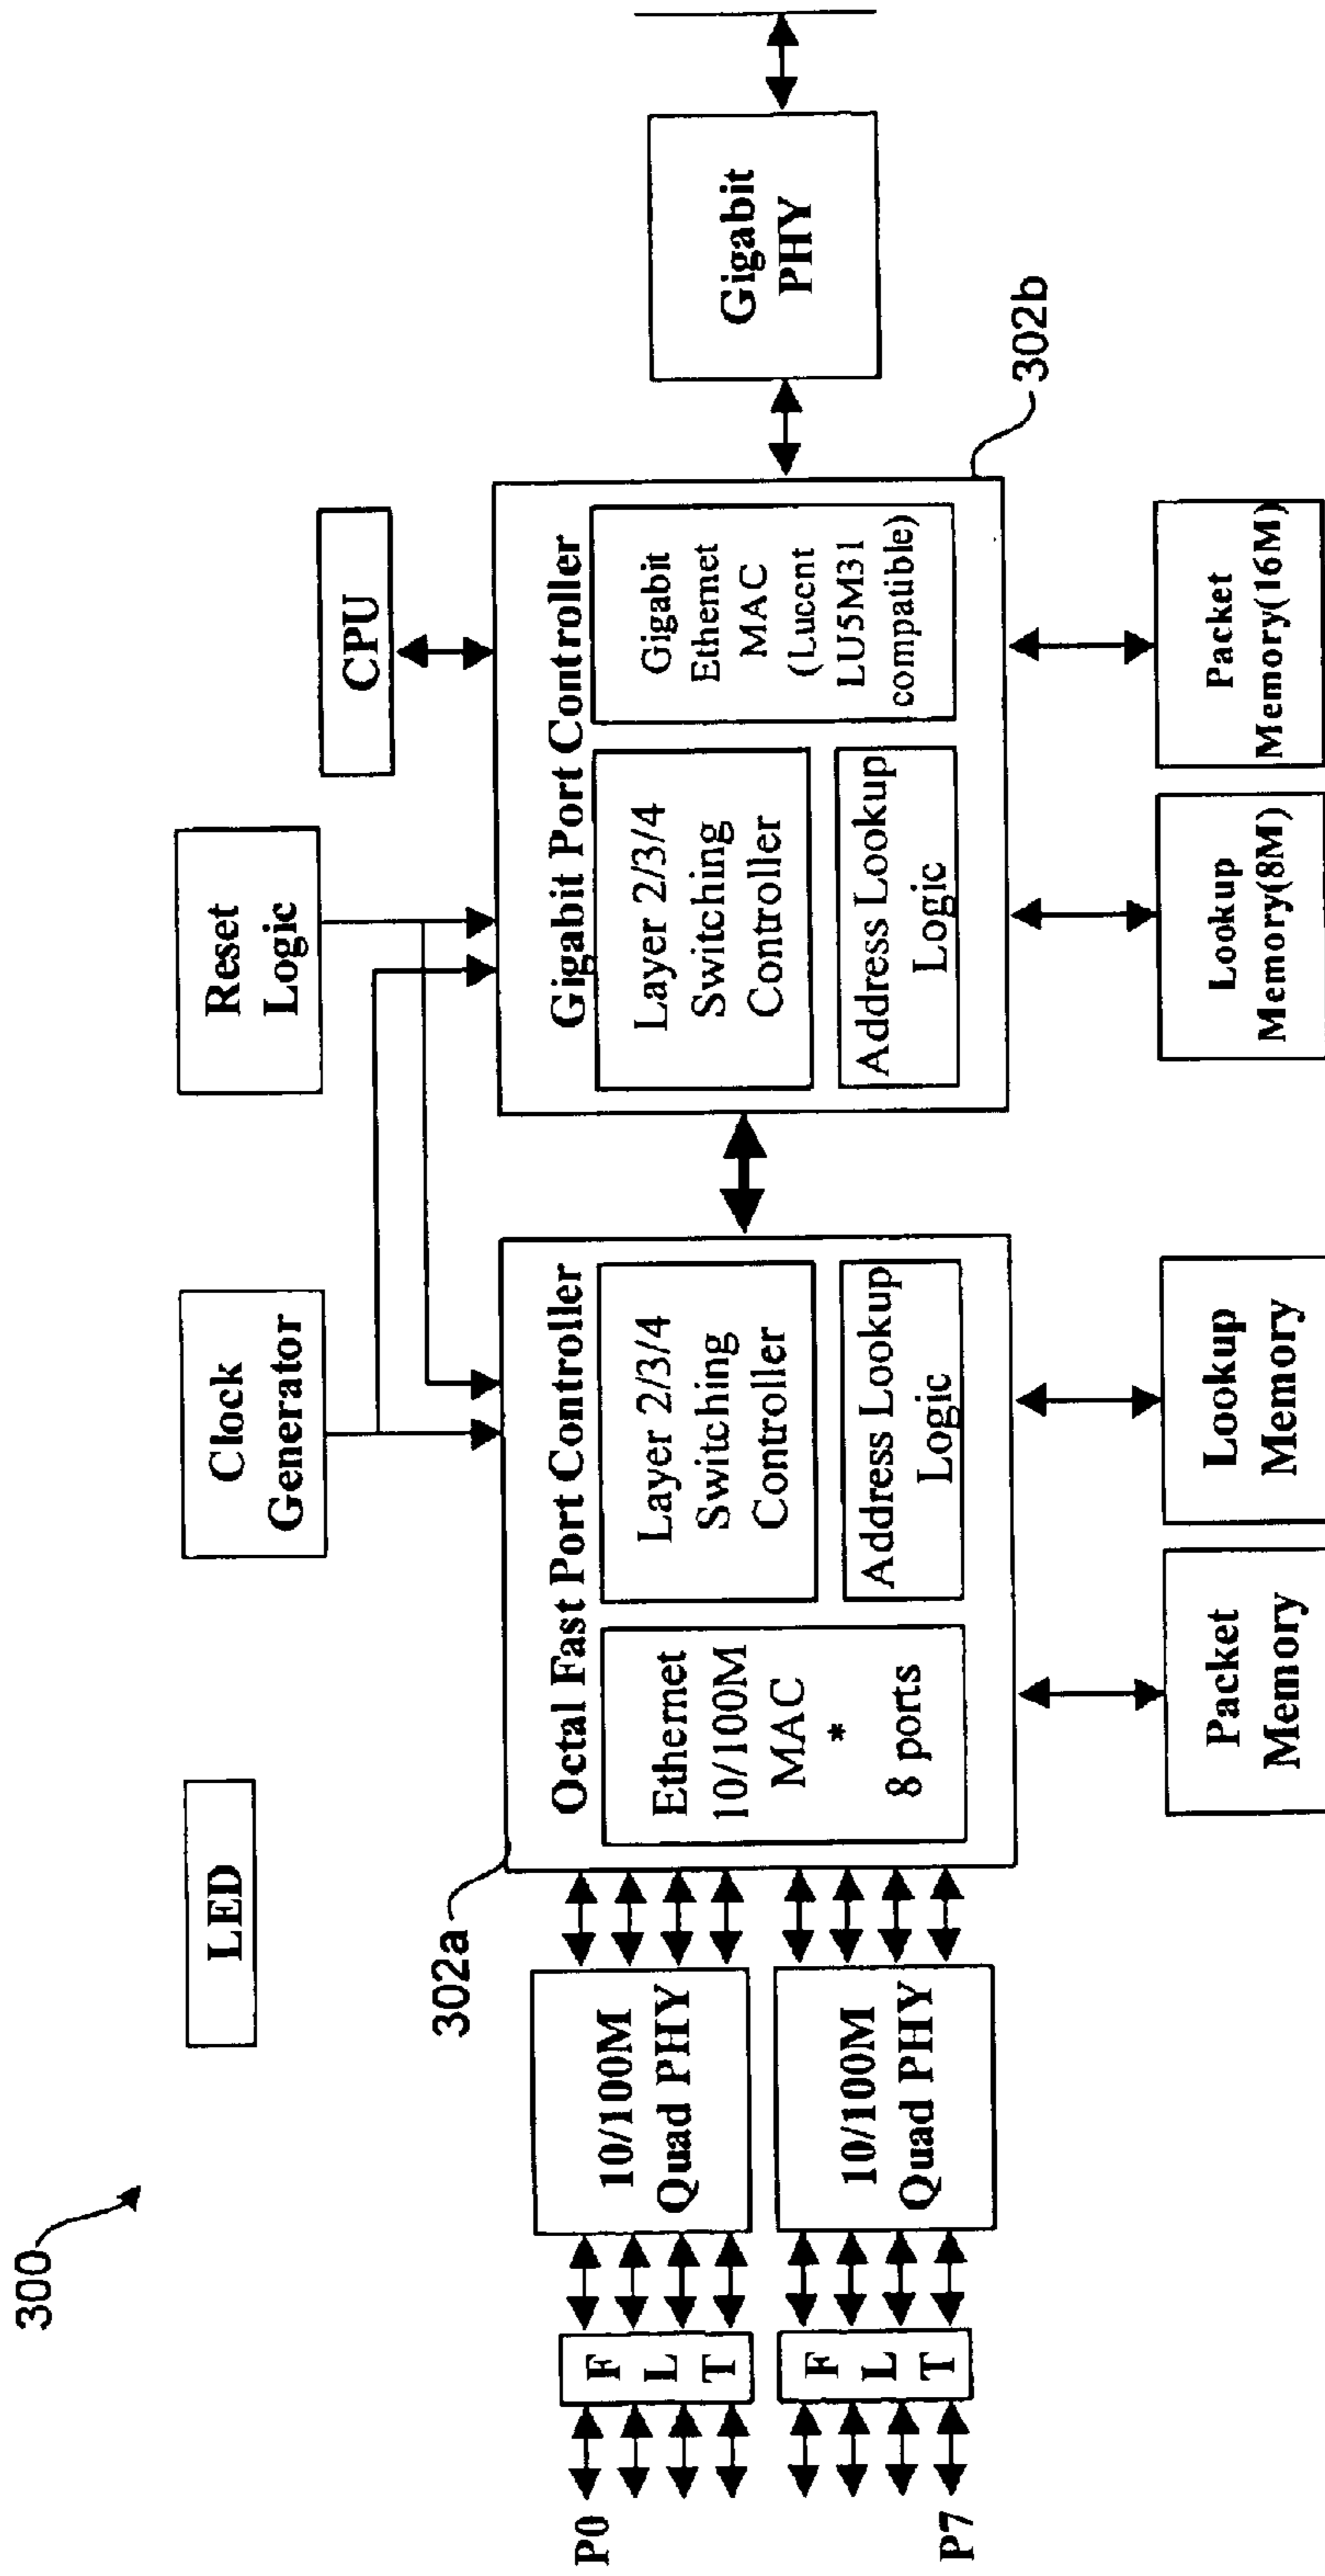 300
LED
Clock
Generator
Reset
Logic
CPU
302a
Octal Fast Port Controller
Gigabit Port Controller
P0
F
L
T
10/100M
Quad PHY
Ethernet
10/100M
MAC
*
8 ports
Layer 2/3/4
Switching
Controller
Layer 2/3/4
Switching
Controller
Gigabit
Ethernet
MAC
(Lucent
LU5M31
compatible)
Gigabit
PHY
P7
F
L
T
10/100M
Quad PHY
Address Lookup
Logic
Address Lookup
Logic
302b
Packet
Memory
Lookup
Memory
Lookup
Memory(8M)
Packet
Memory(16M)